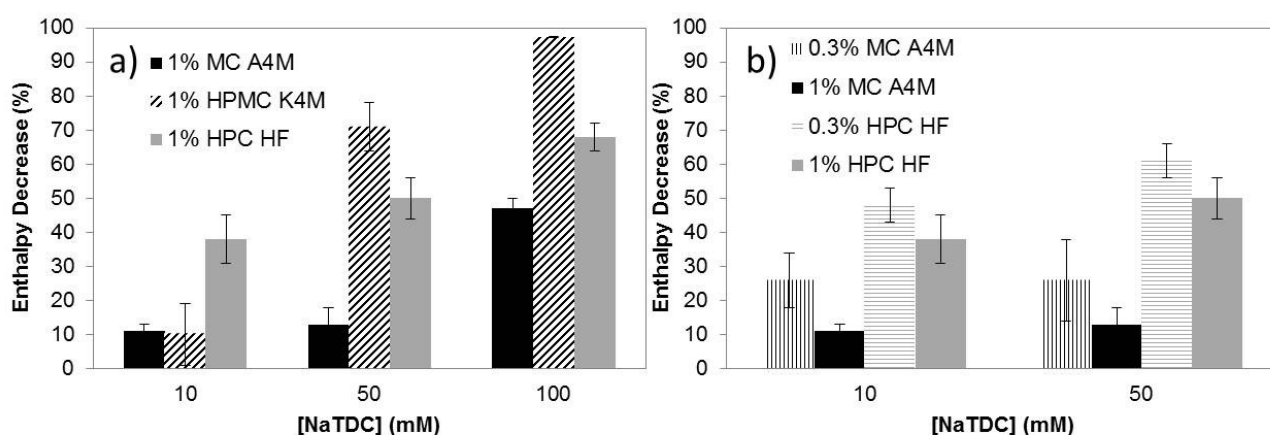 a)
1% MC A4M
1% HPMC K4M
1% HPC HF
Enthalpy Decrease (%)
100
90
80
70
60
50
40
30
20
10
0
10 50 100
[NaTDC] (mM)
b)
0.3% MC A4M
1% MC A4M
0.3% HPC HF
1% HPC HF
Enthalpy Decrease (%)
100
90
80
70
60
50
40
30
20
10
0
10 50
[NaTDC] (mM)